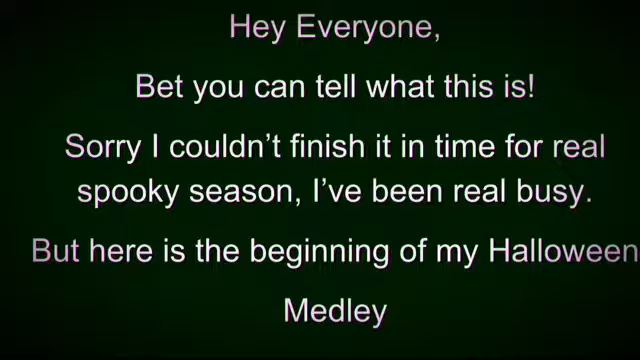 Hey Everyone,
Bet you can tell what this is!
Sorry I couldn’t finish it in time for real
spooky season, I’ve been real busy.
But here is the beginning of my Halloween
Medley